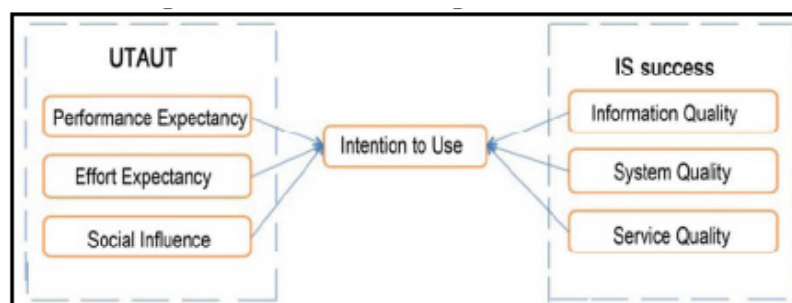 UTAUT
Performance Expectancy
Effort Expectancy
Social Influence
Intention to Use
IS success
Information Quality
System Quality
Service Quality